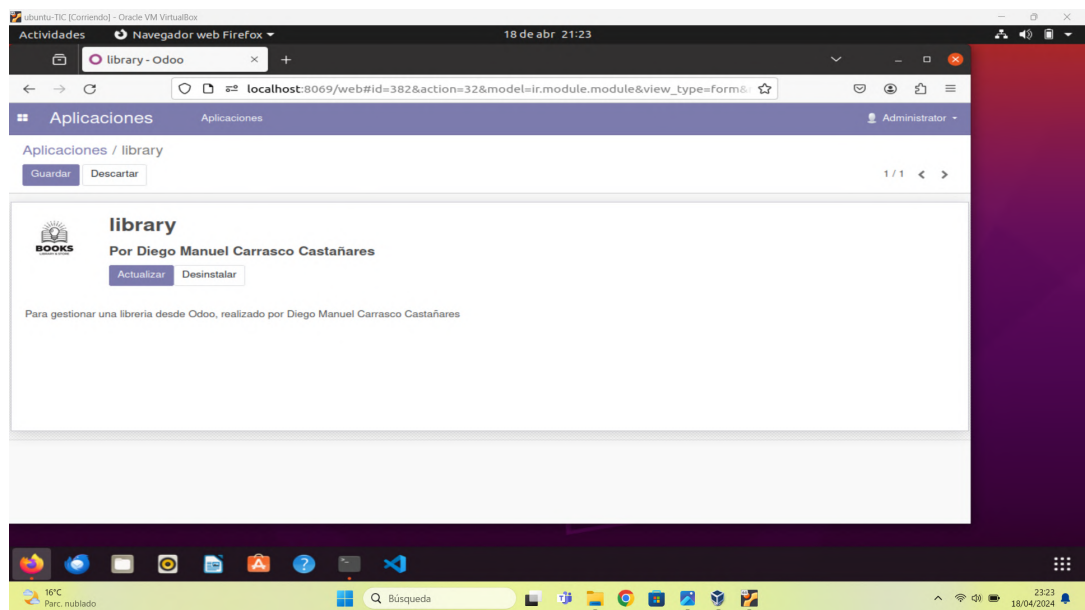 ubuntu-TIC [Corriendo] - Oracle VM VirtualBox
Actividades Navegador web Firefox 18 de abr 21:23
library - Odoo
localhost:8069/web#id=382&action=32&model=ir.module.module&view_type=form&
Aplicaciones Aplicaciones Administrator
Aplicaciones / library
Guardar Descartar 1 / 1
library
BOOKS
Por Diego Manuel Carrasco Castañares
Actualizar Desinstalar
Para gestionar una libreria desde Odoo, realizado por Diego Manuel Carrasco Castañares
16°C
Parc. nublado
Búsqueda
23:23
18/04/2024